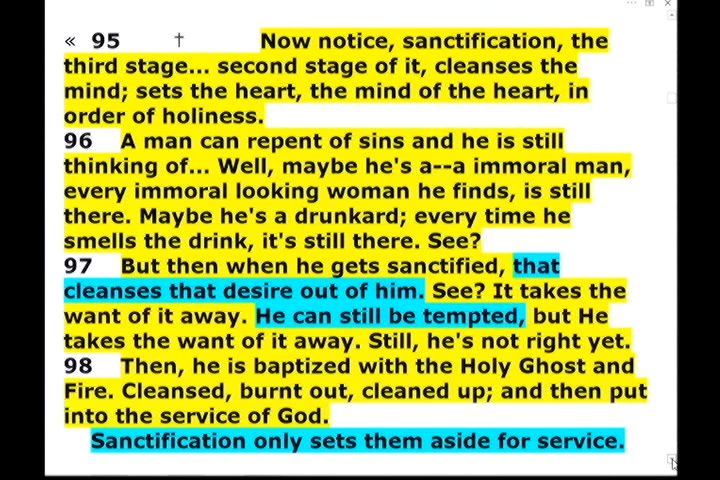 « 95 † Now notice, sanctification, the
third stage... second stage of it, cleanses the
mind; sets the heart, the mind of the heart, in
order of holiness.
96 A man can repent of sins and he is still
thinking of... Well, maybe he's a--a immoral man,
every immoral looking woman he finds, is still
there. Maybe he's a drunkard; every time he
smells the drink, it's still there. See?
97 But then when he gets sanctified, that
cleanses that desire out of him. See? It takes the
want of it away. He can still be tempted, but He
takes the want of it away. Still, he's not right yet.
98 Then, he is baptized with the Holy Ghost and
Fire. Cleansed, burnt out, cleaned up; and then put
into the service of God.
Sanctification only sets them aside for service.